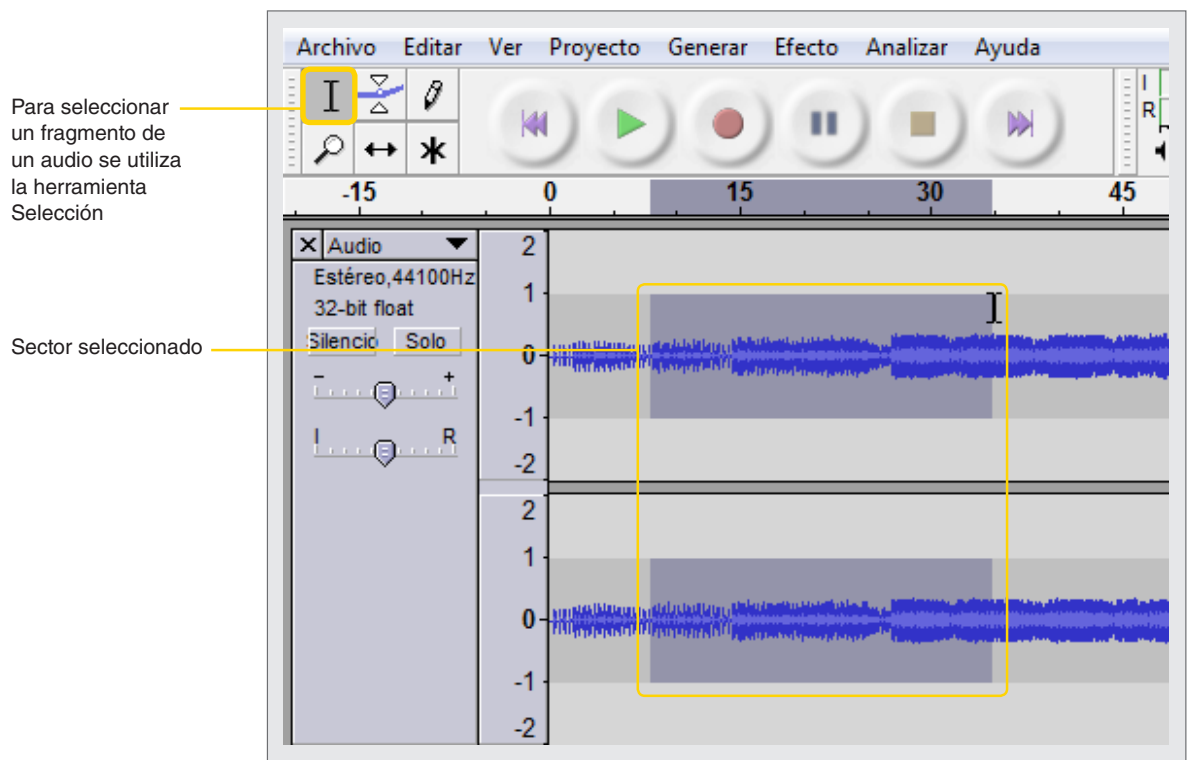 Archivo Editar Ver Proyecto Generar Efecto Analizar Ayuda
Para seleccionar
un fragmento de
un audio se utiliza
la herramienta
Selección
I
R
-15 0 15 30 45
X Audio
Estéreo,44100Hz
32-bit float
Silencio Solo
- +
I R
Sector seleccionado
2
1
0
-1
-2
2
1
0
-1
-2